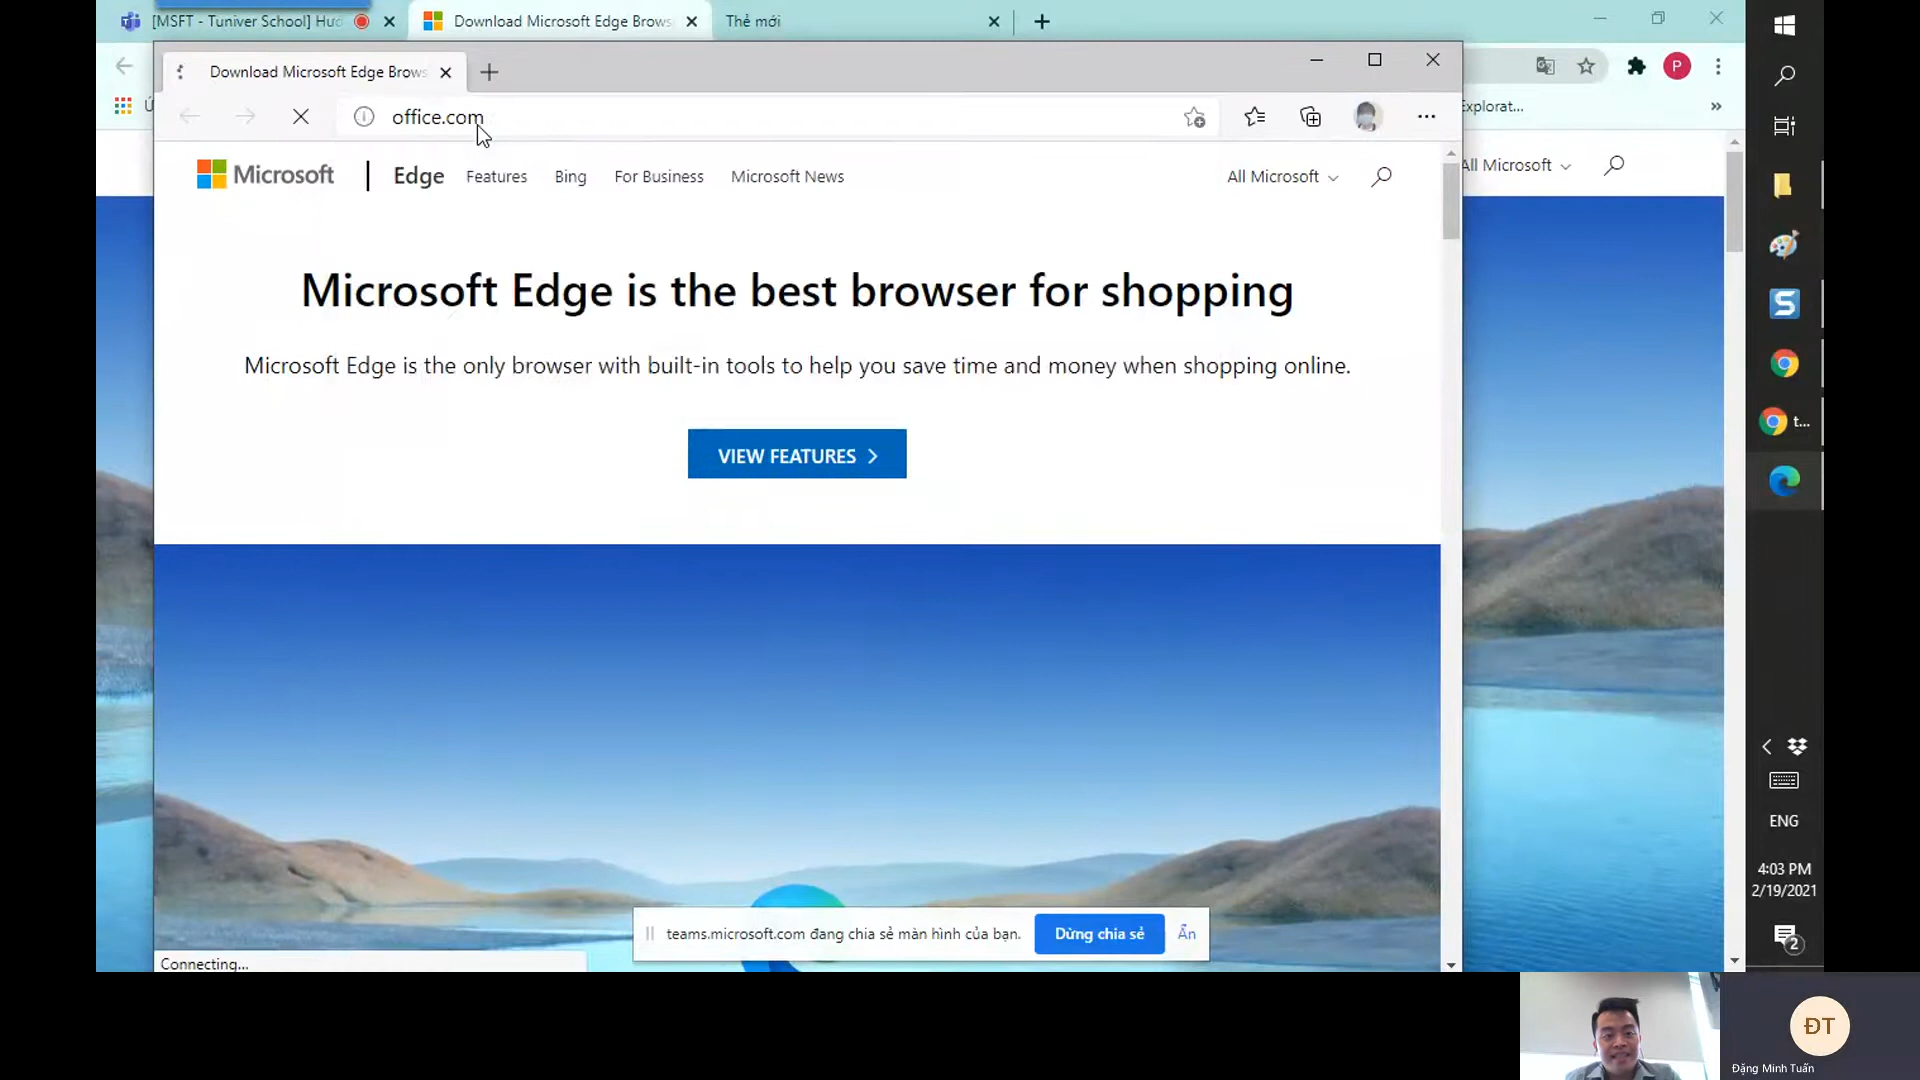 [MSFT - Tuniver School] Hướ
Download Microsoft Edge Brows
Thẻ mới
Download Microsoft Edge Brows
P
office.com
Explorat...
Microsoft
Edge
Features
Bing
For Business
Microsoft News
All Microsoft
All Microsoft
Microsoft Edge is the best browser for shopping
Microsoft Edge is the only browser with built-in tools to help you save time and money when shopping online.
VIEW FEATURES
S
t...
ENG
4:03 PM
2/19/2021
2
teams.microsoft.com đang chia sẻ màn hình của bạn.
Dừng chia sẻ
Ẩn
Connecting...
ĐT
Đặng Minh Tuấn